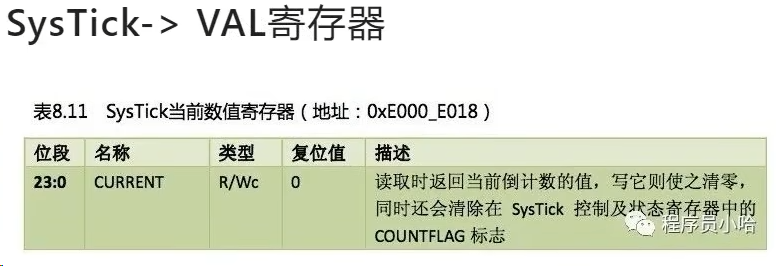 SysTick-> VAL寄存器
表8.11 SysTick当前数值寄存器（地址：0xE000_E018）
位段 名称 类型 复位值 描述
23:0 CURRENT R/Wc 0 读取时返回当前倒计数的值，写它则使之清零，
同时还会清除在 SysTick 控制及状态寄存器中的
COUNTFLAG 标志
程序员小哈